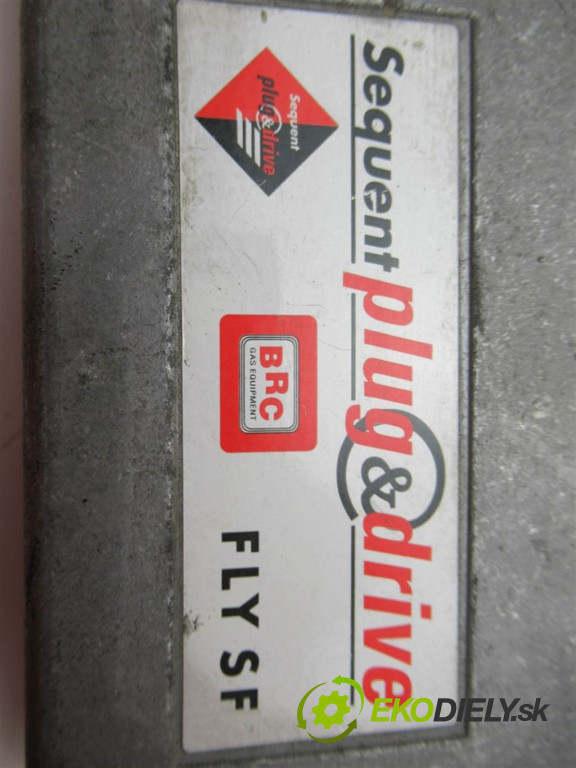 Sequent plug&drive
Sequent
plug&drive
BRC
GAS EQUIPMENT
FLY SF
EKODIELY.sk